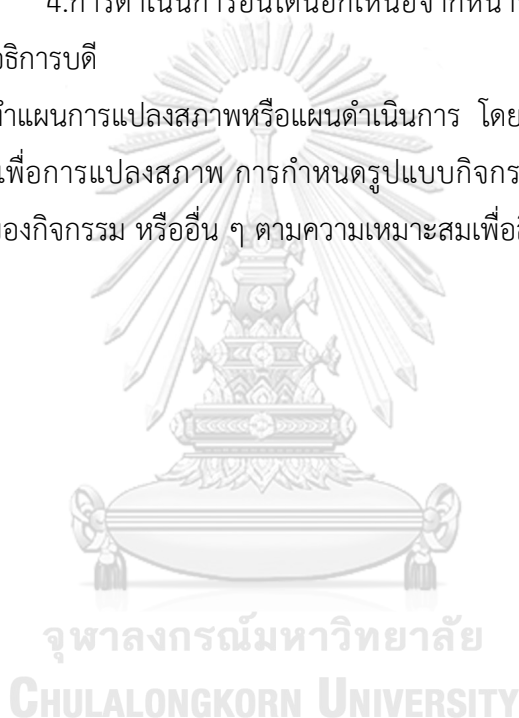 4.การดำเนินการอื่นใดนอกเหนือจากหน้า
อธิการบดี
ทำแผนการแปลงสภาพหรือแผนดำเนินการ โดย
เพื่อการแปลงสภาพ การกำหนดรูปแบบกิจกร
ของกิจกรรม หรืออื่น ๆ ตามความเหมาะสมเพื่อ
จุฬาลงกรณ์มหาวิทยาลัย
CHULALONGKORN UNIVERSITY